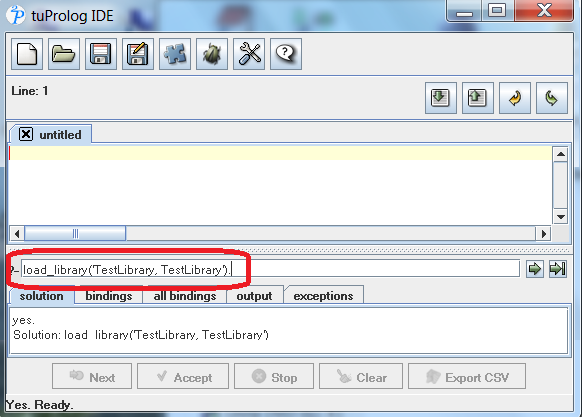 tuProlog IDE
Line: 1
untitled
?- load_library('TestLibrary, TestLibrary').
solution bindings all bindings output exceptions
yes.
Solution: load_library('TestLibrary, TestLibrary')
Next Accept Stop Clear Export CSV
Yes. Ready.